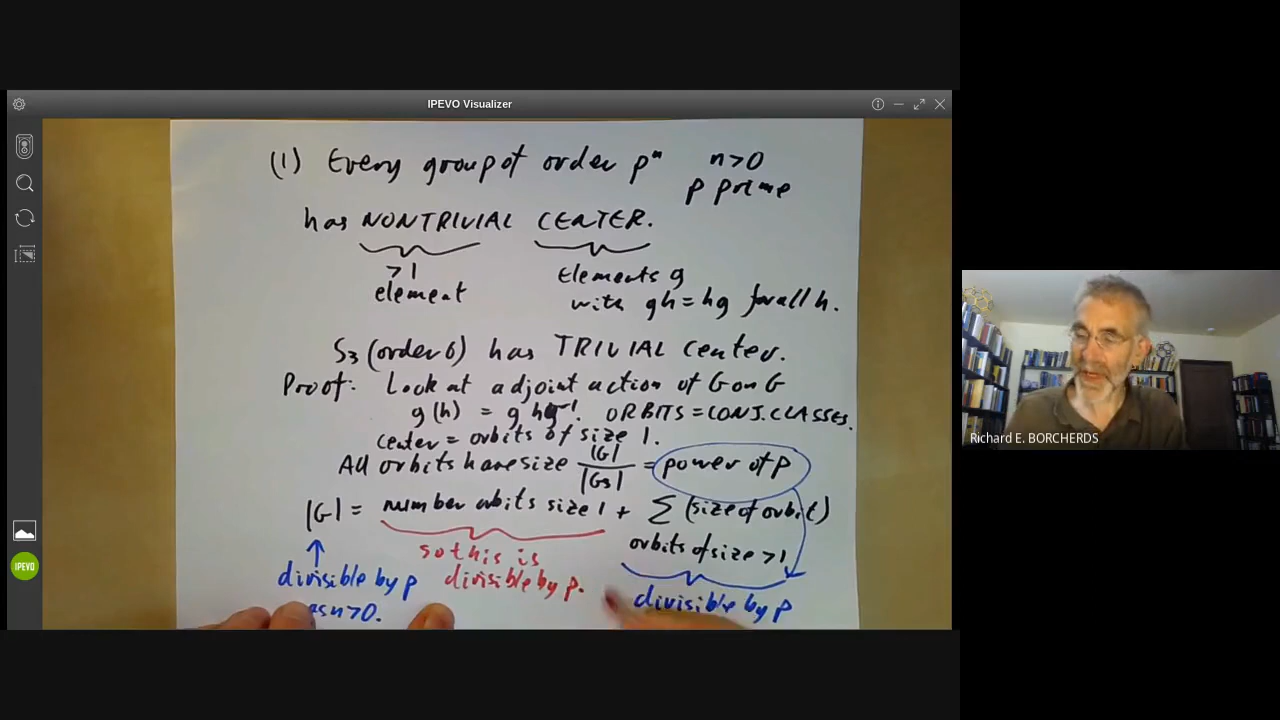 IPEVO Visualizer
(1) Every group of order pⁿ n>0
p prime
has NONTRIVIAL CENTER.
>1
element
Elements g
with gh=hg for all h.
S₃ (order 6) has TRIVIAL center.
Proof: Look at adjoint action of G on G
g(h) = g h g⁻¹. ORBITS = CONJ. CLASSES.
center = orbits of size 1.
All orbits have size |G| / |Gs| = power of p
|G| = number orbits size 1 + Σ (size of orbit)
orbits of size >1
so this is
divisible by p.
divisible by p
as n>0.
divisible by p
Richard E. BORCHERDS
IPEVO